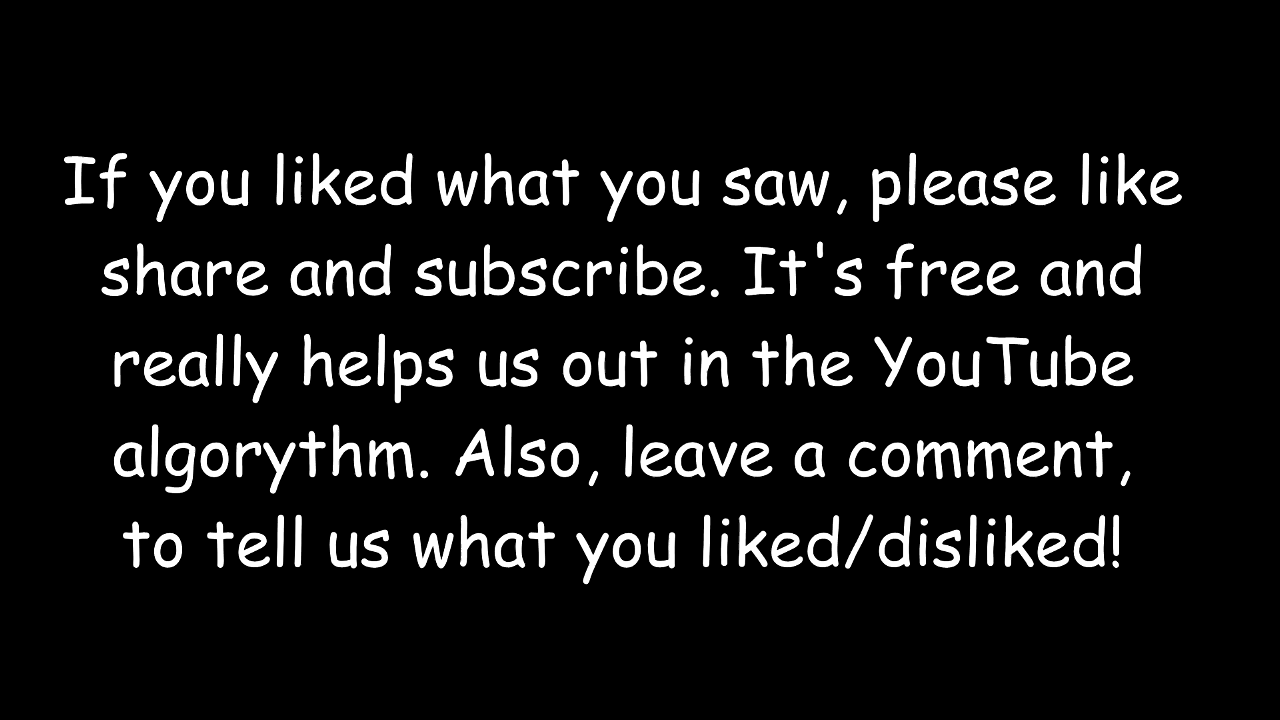 If you liked what you saw, please like
share and subscribe. It's free and
really helps us out in the YouTube
algorythm. Also, leave a comment,
to tell us what you liked/disliked!